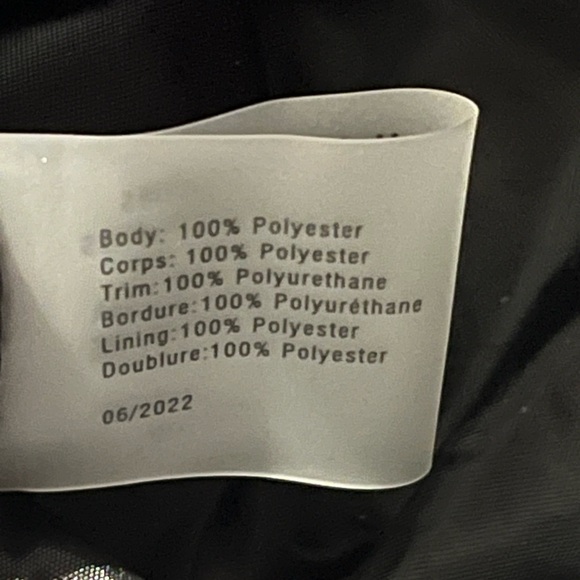 Body: 100% Polyester
Corps: 100% Polyester
Trim:100% Polyurethane
Bordure:100% Polyuréthane
Lining:100% Polyester
Doublure:100% Polyester
06/2022